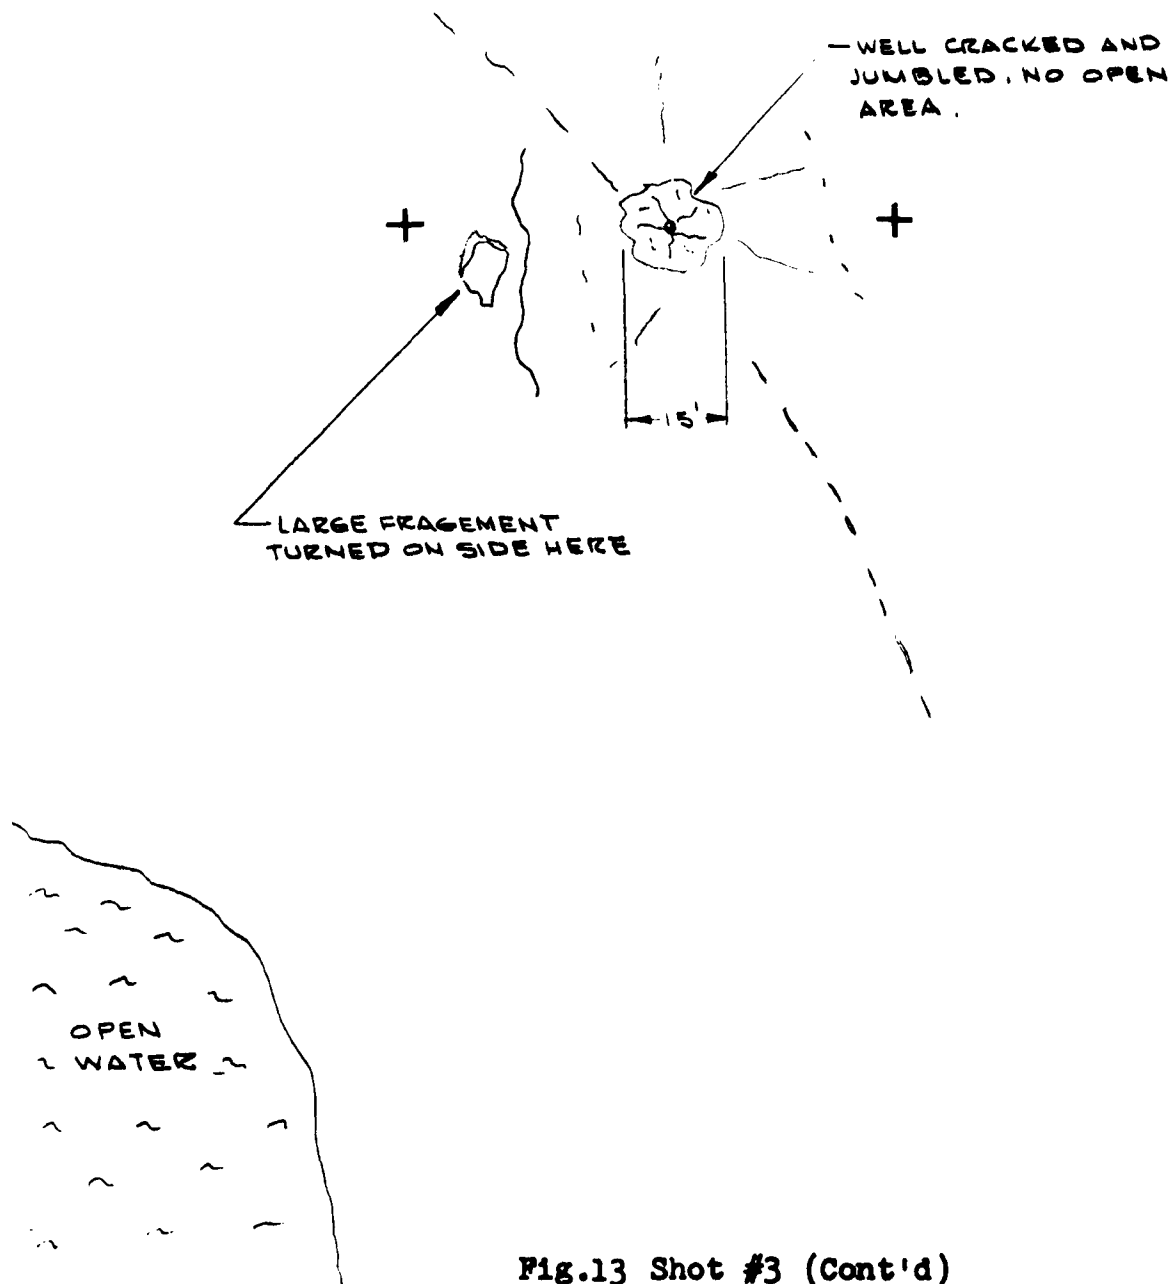 WELL CRACKED AND
JUMBLED. NO OPEN
AREA.
15'
LARGE FRAGEMENT
TURNED ON SIDE HERE
OPEN
WATER
Fig.13 Shot #3 (Cont'd)